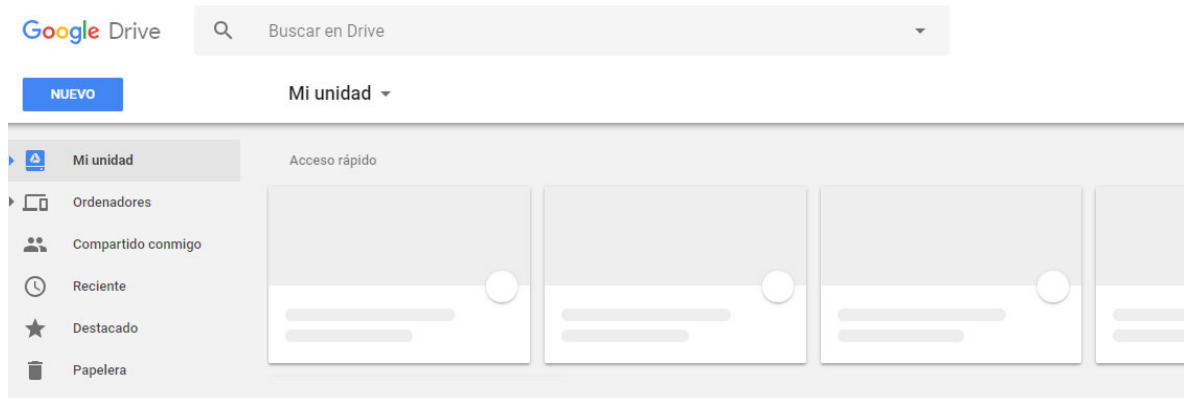 Google Drive
Buscar en Drive
NUEVO
Mi unidad
Mi unidad
Ordenadores
Compartido conmigo
Reciente
Destacado
Papelera
Acceso rápido